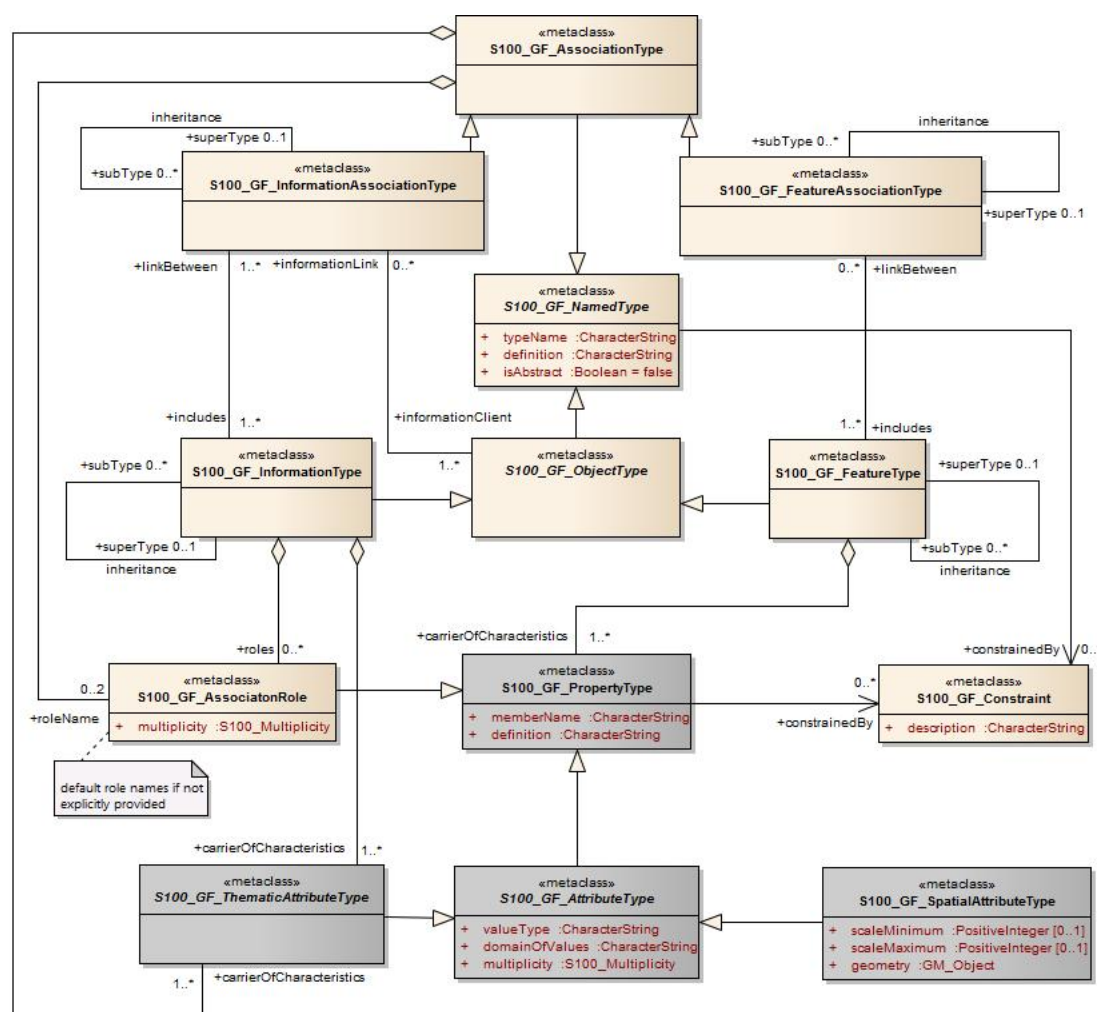 «metaclass»
S100_GF_AssociationType
inheritance
+superType 0..1
+subType 0..*
«metaclass»
S100_GF_InformationAssociationType
inheritance
+subType 0..*
«metaclass»
S100_GF_FeatureAssociationType
+superType 0..1
+linkBetween
1..*
+informationLink
0..*
0..*
+linkBetween
«metaclass»
S100_GF_NamedType
+ typeName :CharacterString
+ definition :CharacterString
+ isAbstract :Boolean = false
+includes
1..*
+informationClient
1..*
1..*
+includes
+subType 0..*
«metaclass»
S100_GF_InformationType
+superType 0..1
inheritance
«metaclass»
S100_GF_ObjectType
«metaclass»
S100_GF_FeatureType
+superType 0..1
+subType 0..*
inheritance
+carrierOfCharacteristics
1..*
+roles
0..*
+constrainedBy
0..
0..2
+roleName
«metaclass»
S100_GF_AssociatonRole
+ multiplicity :S100_Multiplicity
«metaclass»
S100_GF_PropertyType
+ memberName :CharacterString
+ definition :CharacterString
0..*
+constrainedBy
«metaclass»
S100_GF_Constraint
+ description :CharacterString
default role names if not
explicitly provided
+carrierOfCharacteristics
1..*
«metaclass»
S100_GF_ThematicAttributeType
«metaclass»
S100_GF_AttributeType
+ valueType :CharacterString
+ domainOfValues :CharacterString
+ multiplicity :S100_Multiplicity
«metaclass»
S100_GF_SpatialAttributeType
+ scaleMinimum :PositiveInteger [0..1]
+ scaleMaximum :PositiveInteger [0..1]
+ geometry :GM_Object
1..*
+carrierOfCharacteristics